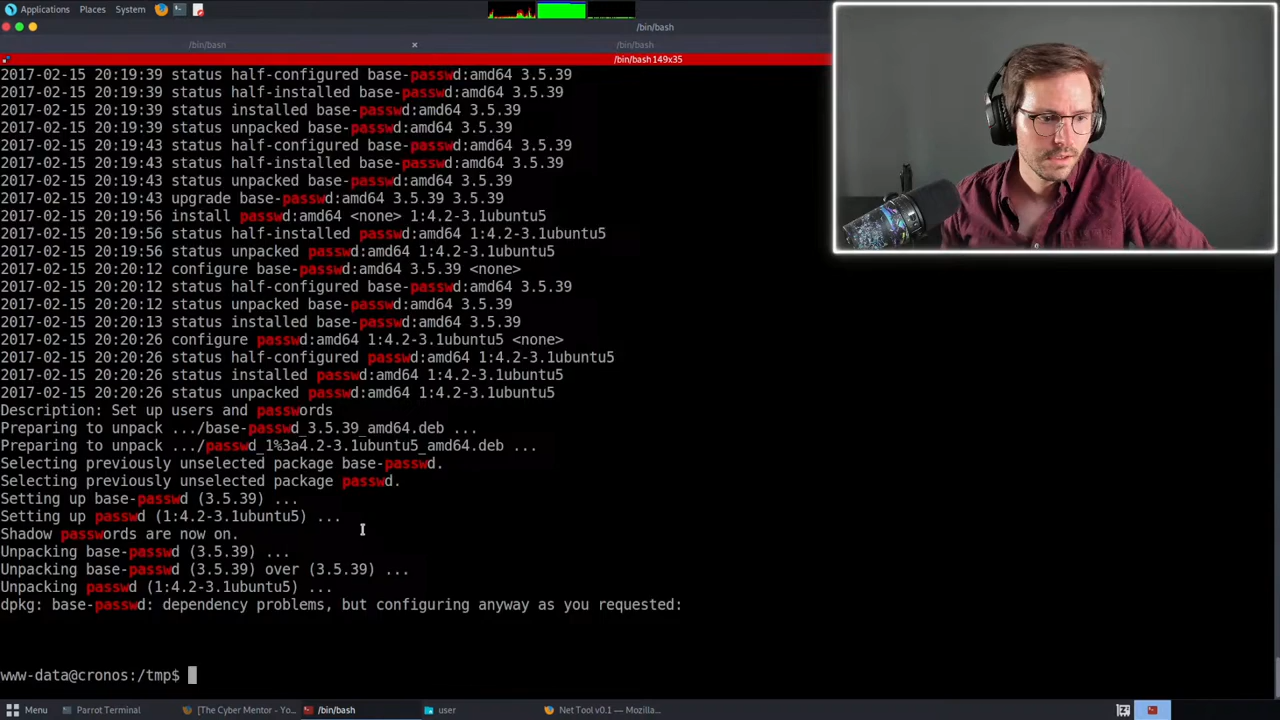 Applications Places System
/bin/bash
/bin/bash × /bin/bash
/bin/bash 149x35
2017-02-15 20:19:39 status half-configured base-passwd:amd64 3.5.39
2017-02-15 20:19:39 status half-installed base-passwd:amd64 3.5.39
2017-02-15 20:19:39 status installed base-passwd:amd64 3.5.39
2017-02-15 20:19:39 status unpacked base-passwd:amd64 3.5.39
2017-02-15 20:19:43 status half-configured base-passwd:amd64 3.5.39
2017-02-15 20:19:43 status half-installed base-passwd:amd64 3.5.39
2017-02-15 20:19:43 status unpacked base-passwd:amd64 3.5.39
2017-02-15 20:19:43 upgrade base-passwd:amd64 3.5.39 3.5.39
2017-02-15 20:19:56 install passwd:amd64 <none> 1:4.2-3.1ubuntu5
2017-02-15 20:19:56 status half-installed passwd:amd64 1:4.2-3.1ubuntu5
2017-02-15 20:19:56 status unpacked passwd:amd64 1:4.2-3.1ubuntu5
2017-02-15 20:20:12 configure base-passwd:amd64 3.5.39 <none>
2017-02-15 20:20:12 status half-configured base-passwd:amd64 3.5.39
2017-02-15 20:20:12 status unpacked base-passwd:amd64 3.5.39
2017-02-15 20:20:13 status installed base-passwd:amd64 3.5.39
2017-02-15 20:20:26 configure passwd:amd64 1:4.2-3.1ubuntu5 <none>
2017-02-15 20:20:26 status half-configured passwd:amd64 1:4.2-3.1ubuntu5
2017-02-15 20:20:26 status installed passwd:amd64 1:4.2-3.1ubuntu5
2017-02-15 20:20:26 status unpacked passwd:amd64 1:4.2-3.1ubuntu5
Description: Set up users and passwords
Preparing to unpack .../base-passwd_3.5.39_amd64.deb ...
Preparing to unpack .../passwd_1%3a4.2-3.1ubuntu5_amd64.deb ...
Selecting previously unselected package base-passwd.
Selecting previously unselected package passwd.
Setting up base-passwd (3.5.39) ...
Setting up passwd (1:4.2-3.1ubuntu5) ...
Shadow passwords are now on.
Unpacking base-passwd (3.5.39) ...
Unpacking base-passwd (3.5.39) over (3.5.39) ...
Unpacking passwd (1:4.2-3.1ubuntu5) ...
dpkg: base-passwd: dependency problems, but configuring anyway as you requested:
www-data@cronos:/tmp$
Menu Parrot Terminal [The Cyber Mentor - Yo... /bin/bash user Net Tool v0.1 — Mozilla...